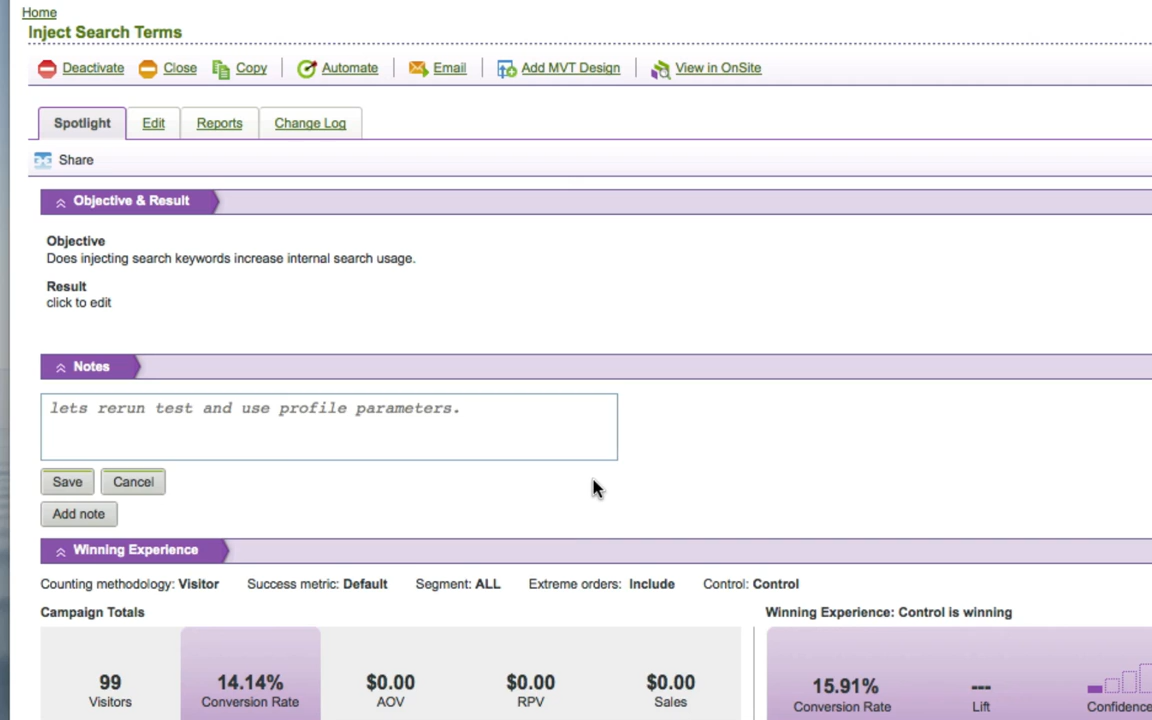 Home
Inject Search Terms
Deactivate Close Copy Automate Email Add MVT Design View in OnSite
Spotlight Edit Reports Change Log
Share
Objective & Result
Objective
Does injecting search keywords increase internal search usage.
Result
click to edit
Notes
lets rerun test and use profile parameters.
Save Cancel
Add note
Winning Experience
Counting methodology: Visitor Success metric: Default Segment: ALL Extreme orders: Include Control: Control
Campaign Totals Winning Experience: Control is winning
99 14.14% $0.00 $0.00 $0.00 15.91% ---
Visitors Conversion Rate AOV RPV Sales Conversion Rate Lift Confidence